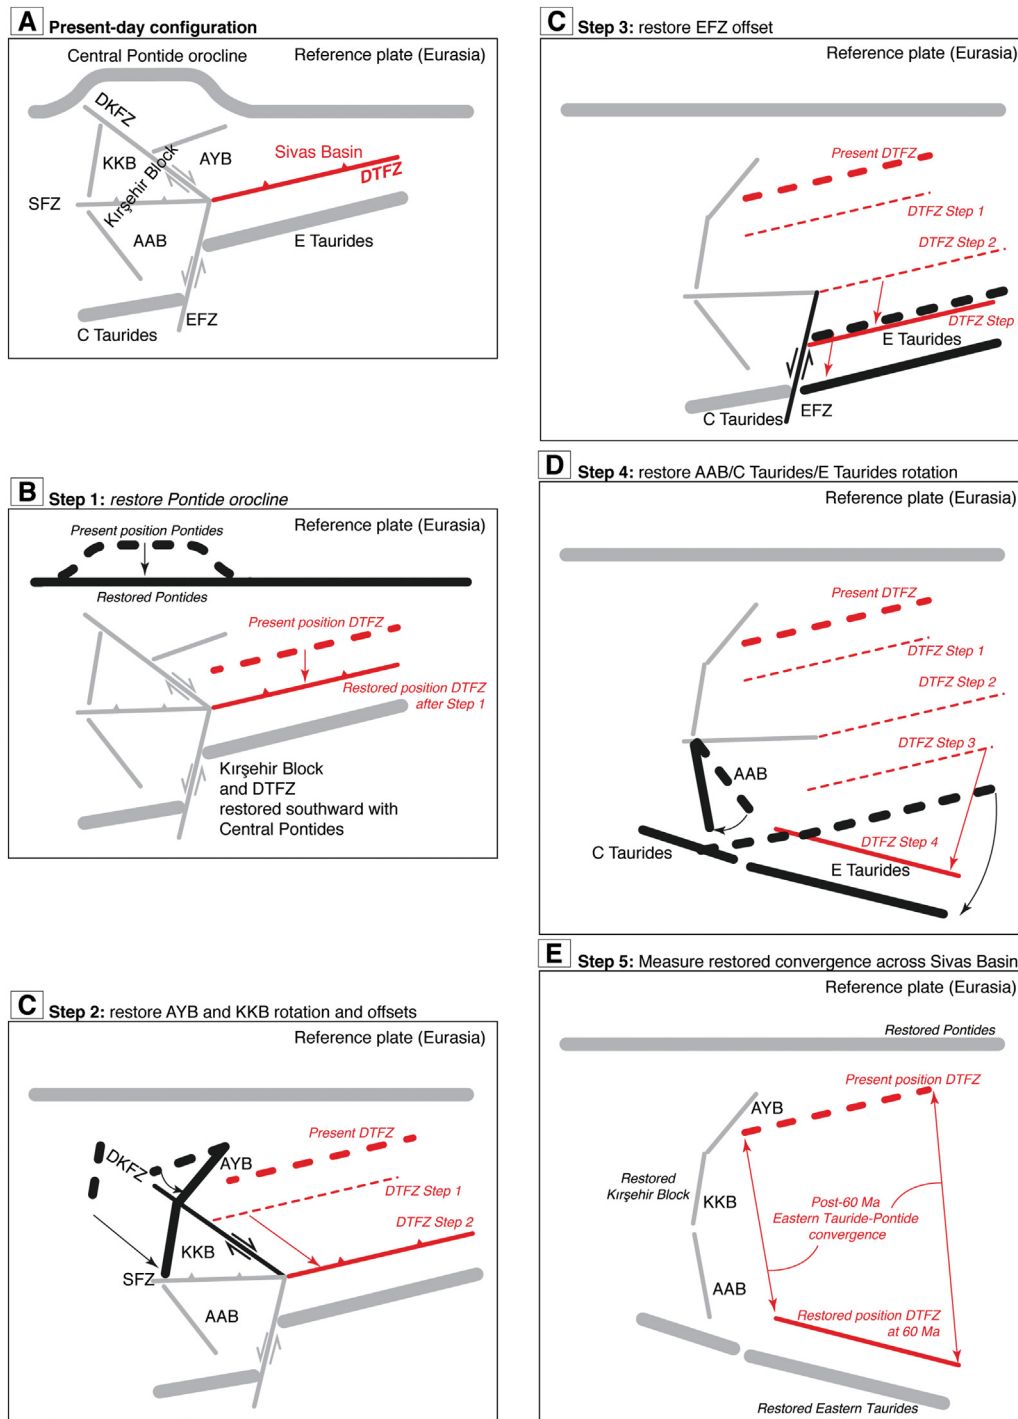 A Present-day configuration
Central Pontide orocline
Reference plate (Eurasia)
DKFZ
KKB
Kırşehir Block
AYB
Sivas Basin
DTFZ
SFZ
AAB
E Taurides
C Taurides
EFZ
B Step 1: restore Pontide orocline
Reference plate (Eurasia)
Present position Pontides
Restored Pontides
Present position DTFZ
Restored position DTFZ
after Step 1
Kırşehir Block
and DTFZ
restored southward with
Central Pontides
C Step 2: restore AYB and KKB rotation and offsets
Reference plate (Eurasia)
DKFZ
AYB
Present DTFZ
DTFZ Step 1
DTFZ Step 2
KKB
SFZ
AAB
C Step 3: restore EFZ offset
Reference plate (Eurasia)
Present DTFZ
DTFZ Step 1
DTFZ Step 2
DTFZ Step
E Taurides
C Taurides
EFZ
D Step 4: restore AAB/C Taurides/E Taurides rotation
Reference plate (Eurasia)
Present DTFZ
DTFZ Step 1
DTFZ Step 2
DTFZ Step 3
AAB
DTFZ Step 4
C Taurides
E Taurides
E Step 5: Measure restored convergence across Sivas Basin
Reference plate (Eurasia)
Restored Pontides
Present position DTFZ
AYB
Restored
Kırşehir Block
KKB
Post-60 Ma
Eastern Tauride-Pontide
convergence
AAB
Restored position DTFZ
at 60 Ma
Restored Eastern Taurides